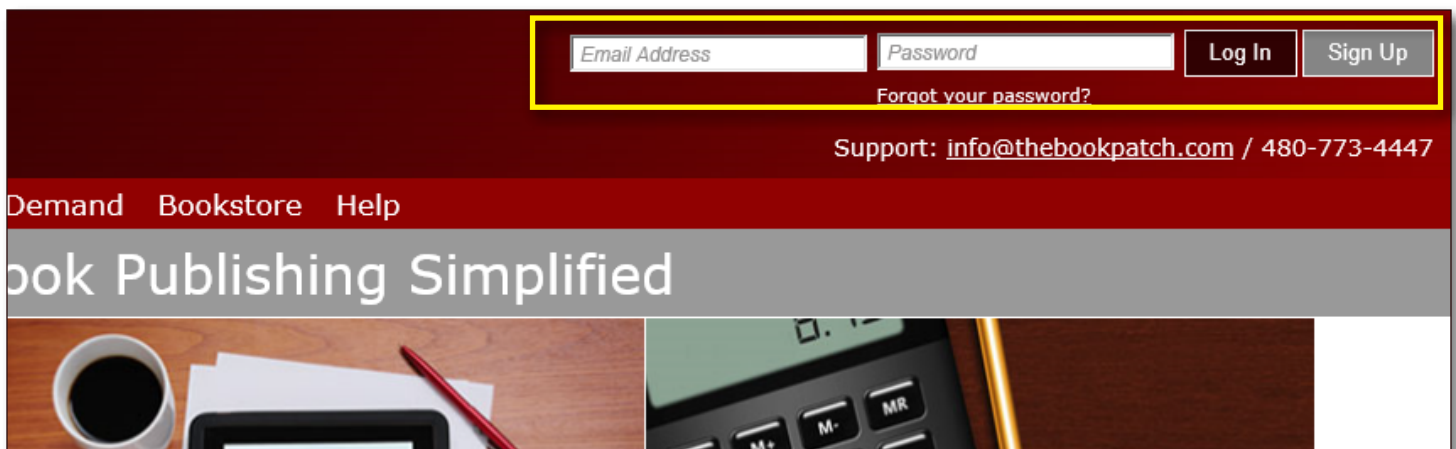 Email Address Password Log In Sign Up
Forgot your password?
Support: info@thebookpatch.com / 480-773-4447
Demand Bookstore Help
ook Publishing Simplified
MR
M-
M+